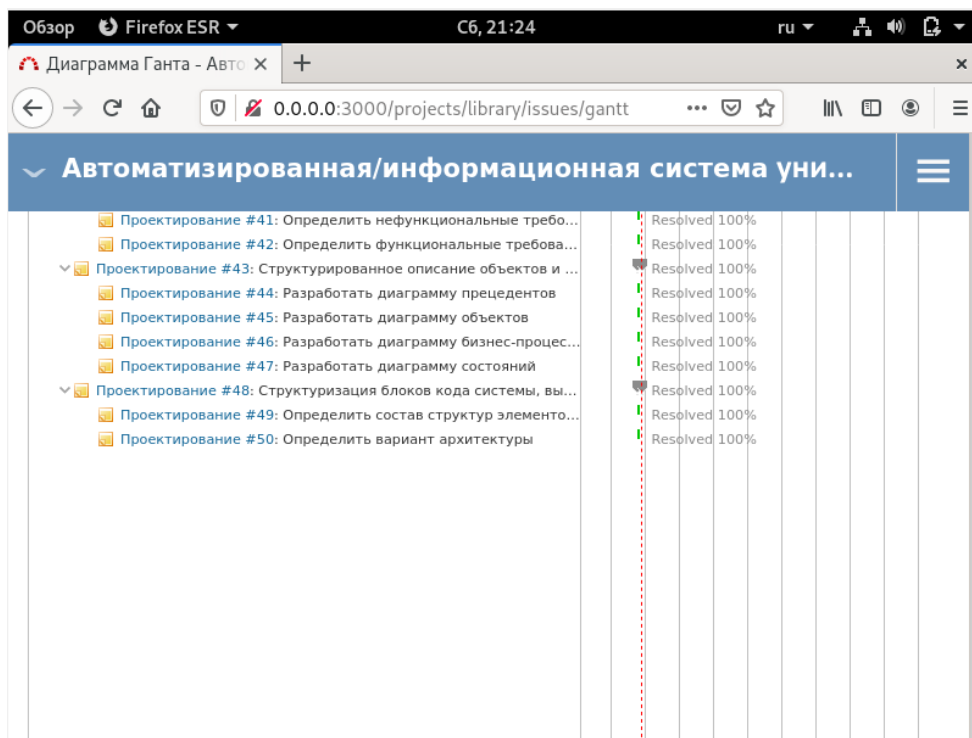 Обзор Firefox ESR Сб, 21:24 ru
Диаграмма Ганта - Авто
0.0.0.0:3000/projects/library/issues/gantt
Автоматизированная/информационная система уни...
Проектирование #41: Определить нефункциональные требо... Resolved 100%
Проектирование #42: Определить функциональные требова... Resolved 100%
Проектирование #43: Структурированное описание объектов и ... Resolved 100%
Проектирование #44: Разработать диаграмму прецедентов Resolved 100%
Проектирование #45: Разработать диаграмму объектов Resolved 100%
Проектирование #46: Разработать диаграмму бизнес-процес... Resolved 100%
Проектирование #47: Разработать диаграмму состояний Resolved 100%
Проектирование #48: Структуризация блоков кода системы, вы... Resolved 100%
Проектирование #49: Определить состав структур элементо... Resolved 100%
Проектирование #50: Определить вариант архитектуры Resolved 100%